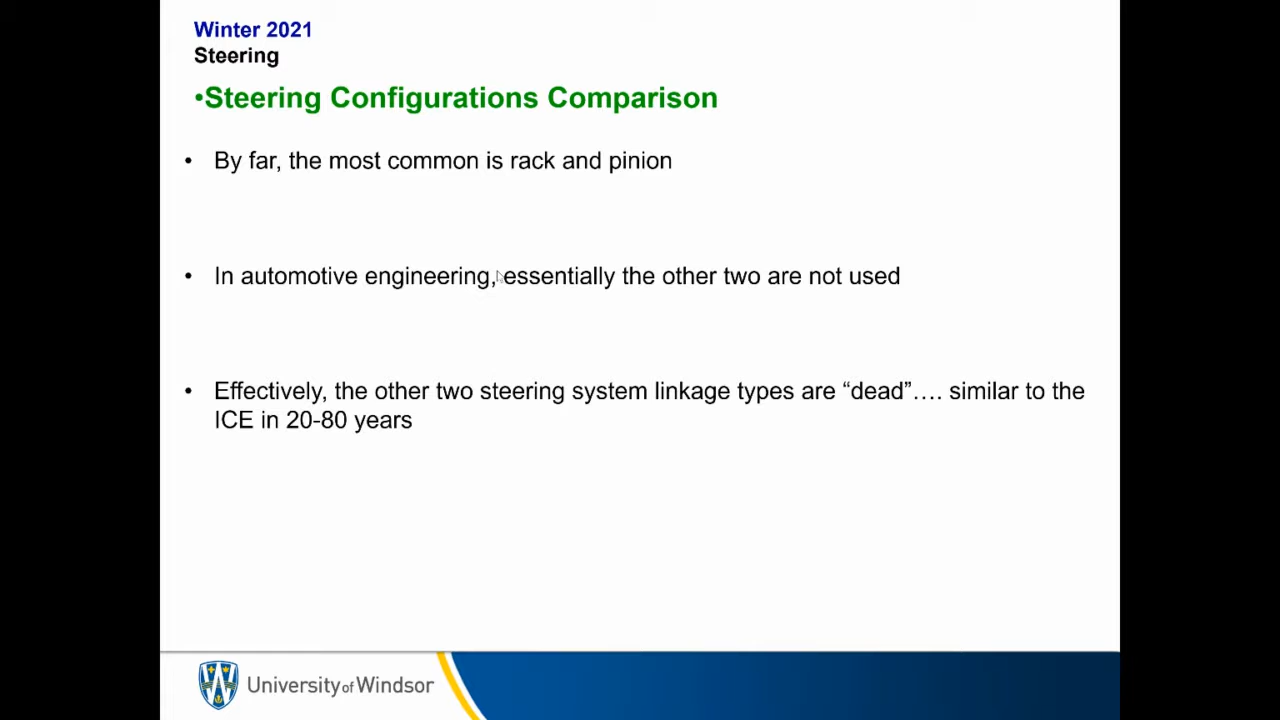 Winter 2021
Steering
•Steering Configurations Comparison
• By far, the most common is rack and pinion
• In automotive engineering, essentially the other two are not used
• Effectively, the other two steering system linkage types are “dead”…. similar to the
ICE in 20-80 years
University of Windsor